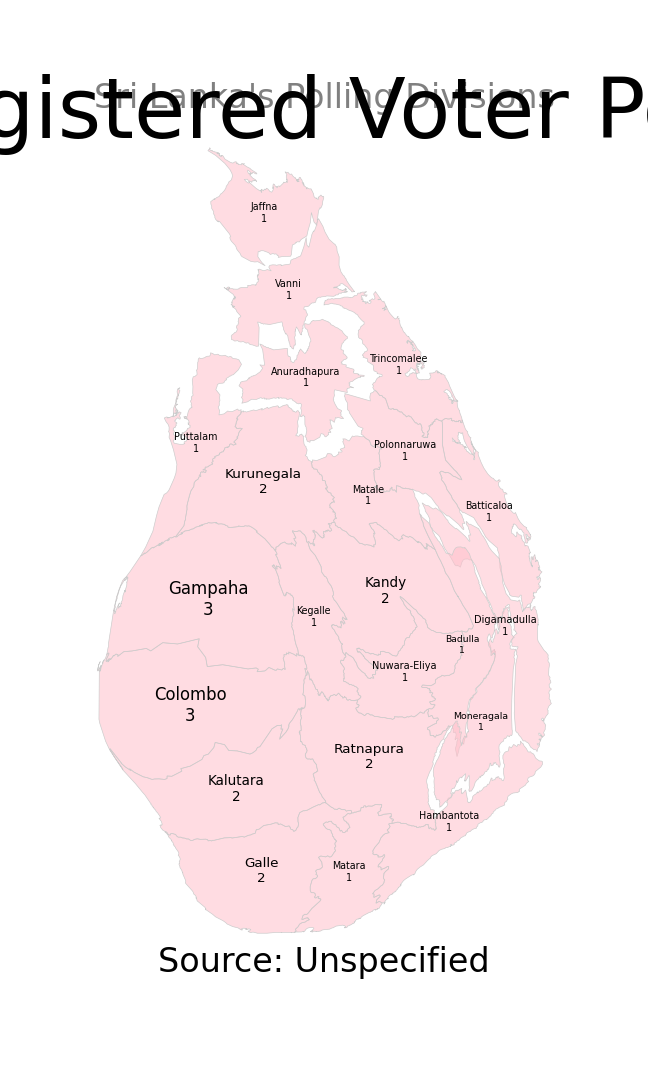 Sri Lanka's Polling Divisions
gistered Voter P
Jaffna
1
Vanni
1
Trincomalee
1
Anuradhapura
1
Puttalam
1
Polonnaruwa
1
Kurunegala
2
Matale
1
Batticaloa
1
Gampaha
3
Kandy
2
Kegalle
1
Digamadulla
1
Badulla
1
Nuwara-Eliya
1
Colombo
3
Moneragala
1
Ratnapura
2
Kalutara
2
Hambantota
1
Galle
2
Matara
1
Source: Unspecified